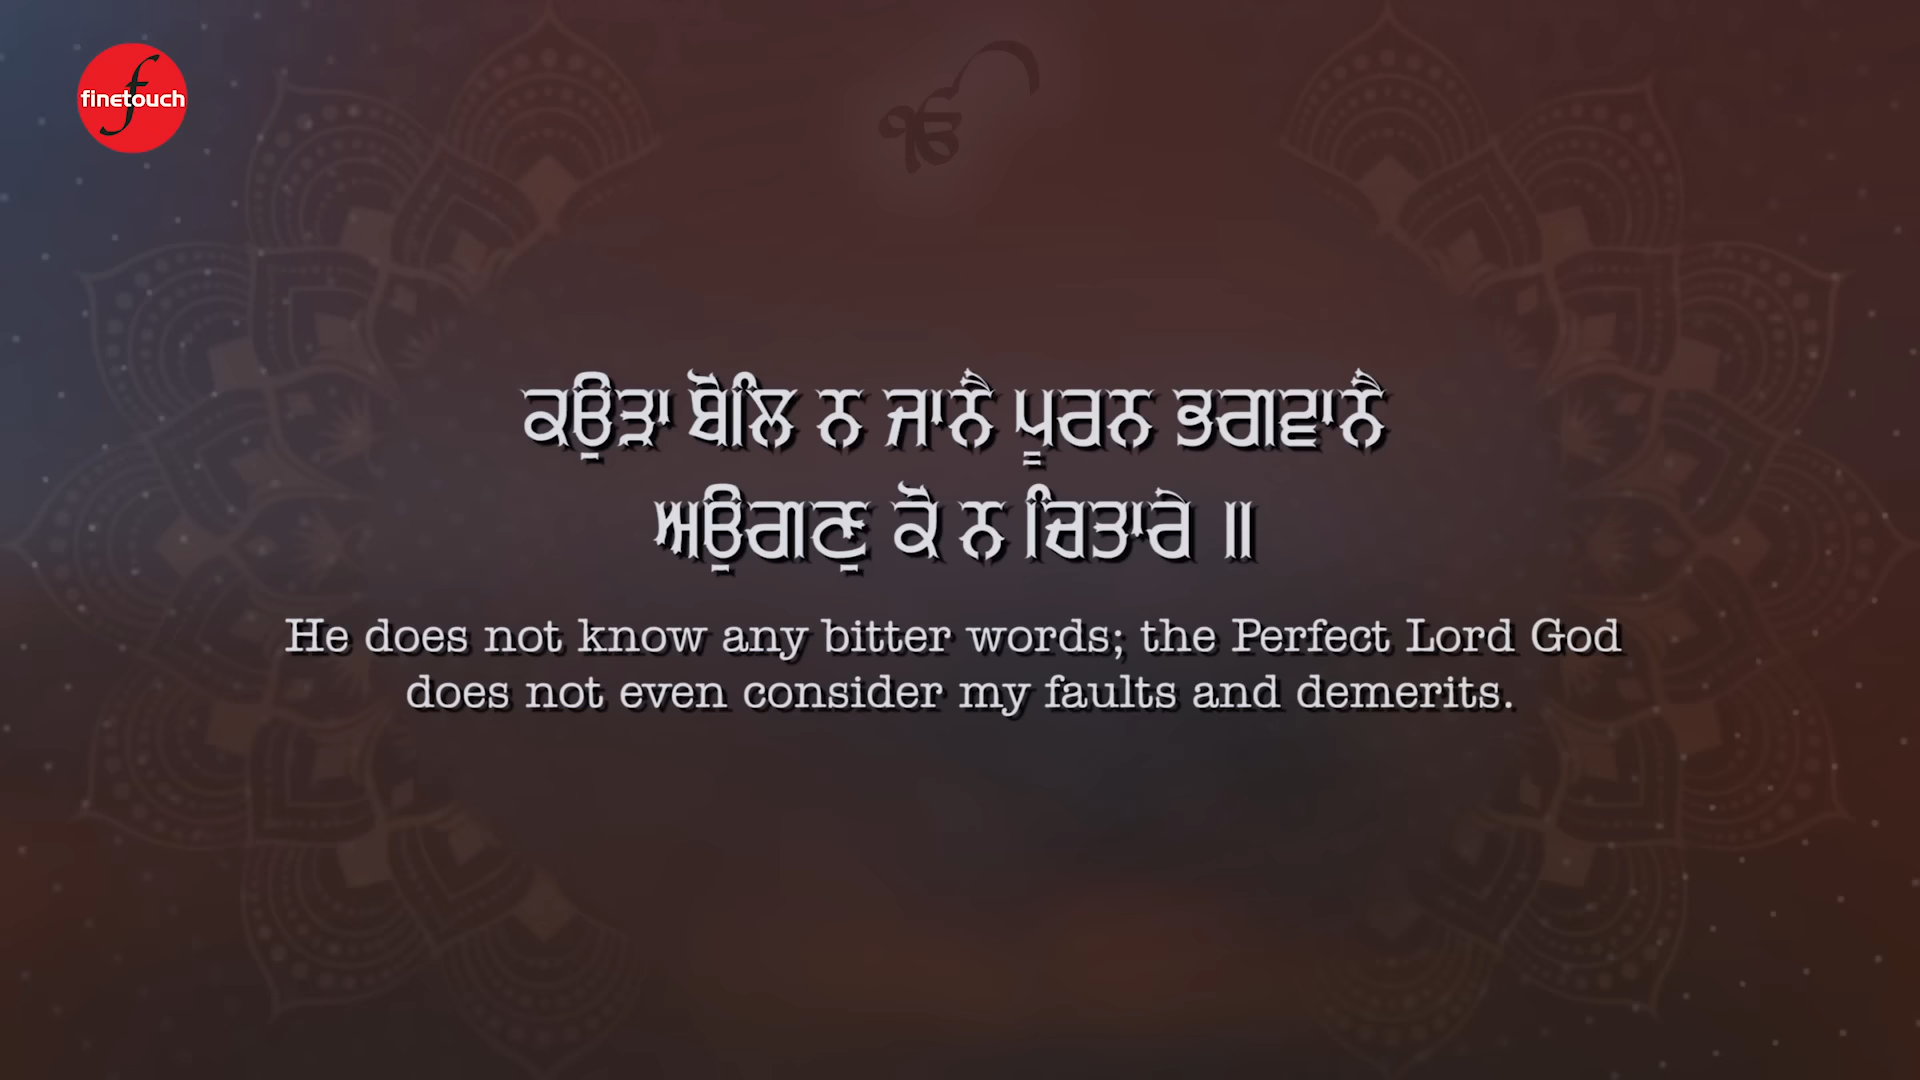 finetouch
ੴ
ਕਉੜਾ ਬੋਲਿ ਨ ਜਾਨੈ ਪੂਰਨ ਭਗਵਾਨੈ
ਅਉਗਣੁ ਕੋ ਨ ਚਿਤਾਰੇ ॥
He does not know any bitter words; the Perfect Lord God
does not even consider my faults and demerits.